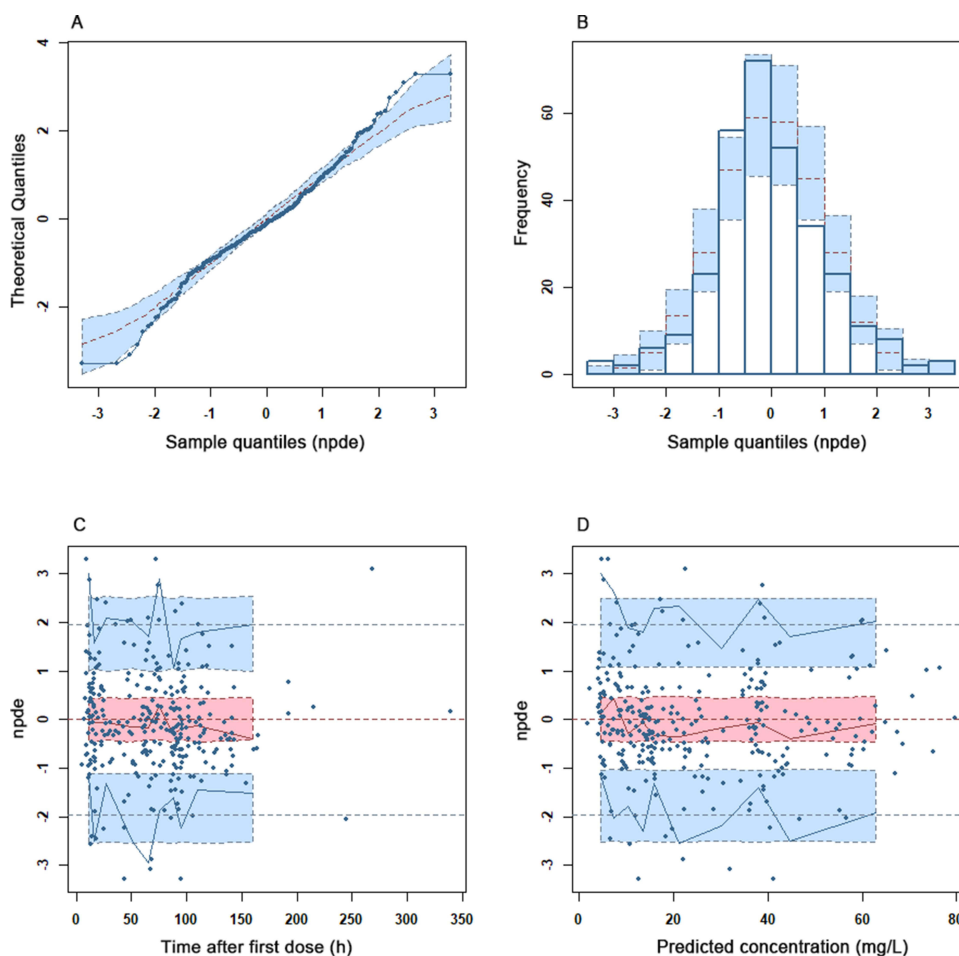 A
4
2
0
-2
Theoretical Quantiles
-3 -2 -1 0 1 2 3
Sample quantiles (npde)
B
60
40
20
0
Frequency
-3 -2 -1 0 1 2 3
Sample quantiles (npde)
C
3
2
1
0
-1
-2
-3
npde
0 50 100 150 200 250 300 350
Time after first dose (h)
D
3
2
1
0
-1
-2
-3
npde
0 20 40 60 80
Predicted concentration (mg/L)